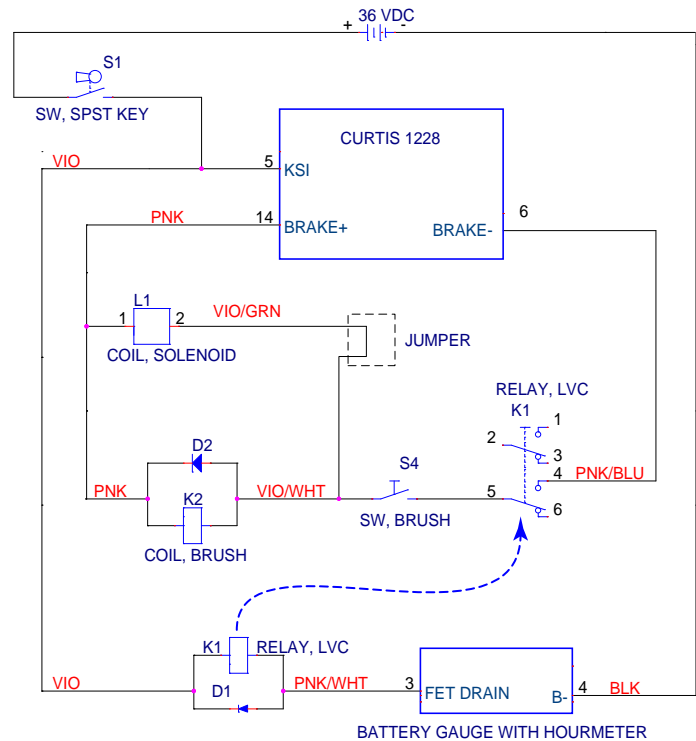 + 36 VDC -
S1
SW, SPST KEY
CURTIS 1228
VIO 5 KSI
6
PNK 14 BRAKE+ BRAKE-
L1
VIO/GRN
1 2
JUMPER
COIL, SOLENOID
RELAY, LVC
K1
1
2
3
D2
S4
4 PNK/BLU
PNK K2 VIO/WHT 5
6
SW, BRUSH
COIL, BRUSH
K1 RELAY, LVC
D1
VIO PNK/WHT 3 FET DRAIN B- 4 BLK
BATTERY GAUGE WITH HOURMETER